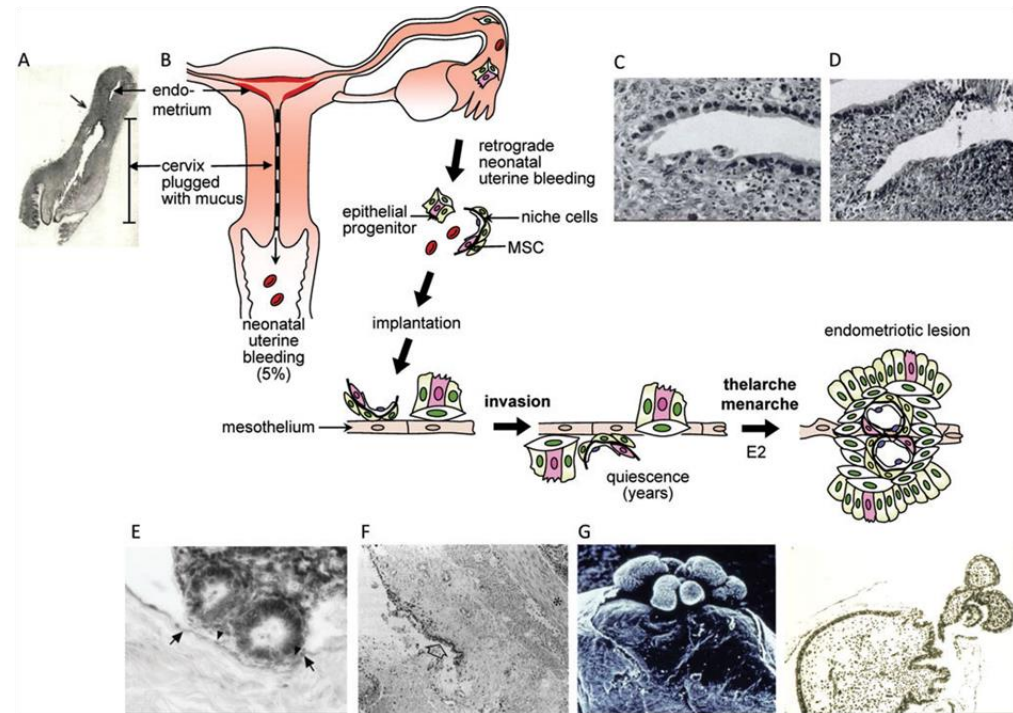 A
B
C
D
endo-
metrium
cervix
plugged
with mucus
retrograde
neonatal
uterine bleeding
epithelial
progenitor
niche cells
MSC
neonatal
uterine
bleeding
(5%)
implantation
endometriotic lesion
mesothelium
invasion
thelarche
menarche
E2
quiescence
(years)
E
F
G